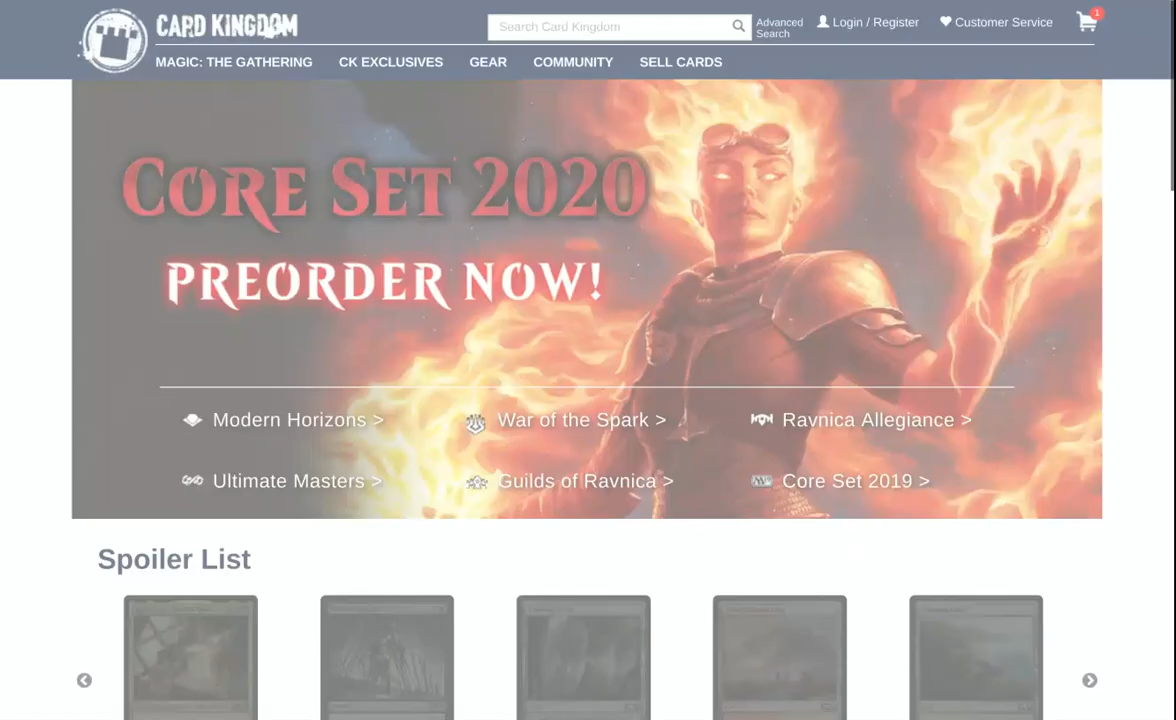 CARD KINGDOM
Search Card Kingdom
Advanced Search
Login / Register
Customer Service
1
MAGIC: THE GATHERING
CK EXCLUSIVES
GEAR
COMMUNITY
SELL CARDS
CORE SET 2020
PREORDER NOW!
Modern Horizons >
War of the Spark >
Ravnica Allegiance >
Ultimate Masters >
Guilds of Ravnica >
Core Set 2019 >
Spoiler List